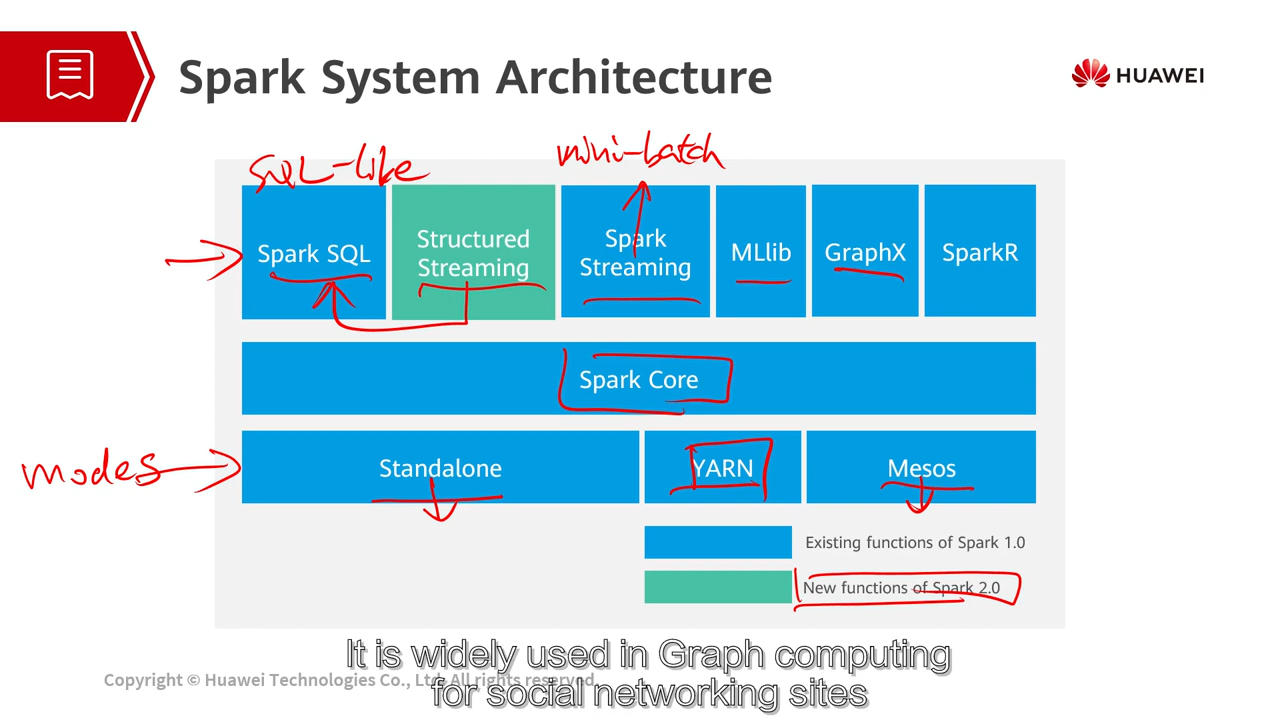 Spark System Architecture
HUAWEI
SQL-like
mini-batch
Spark SQL
Structured
Streaming
Spark
Streaming
MLlib
GraphX
SparkR
Spark Core
modes
Standalone
YARN
Mesos
Existing functions of Spark 1.0
New functions of Spark 2.0
It is widely used in Graph computing
for social networking sites
Copyright © Huawei Technologies Co., Ltd. All rights reserved.